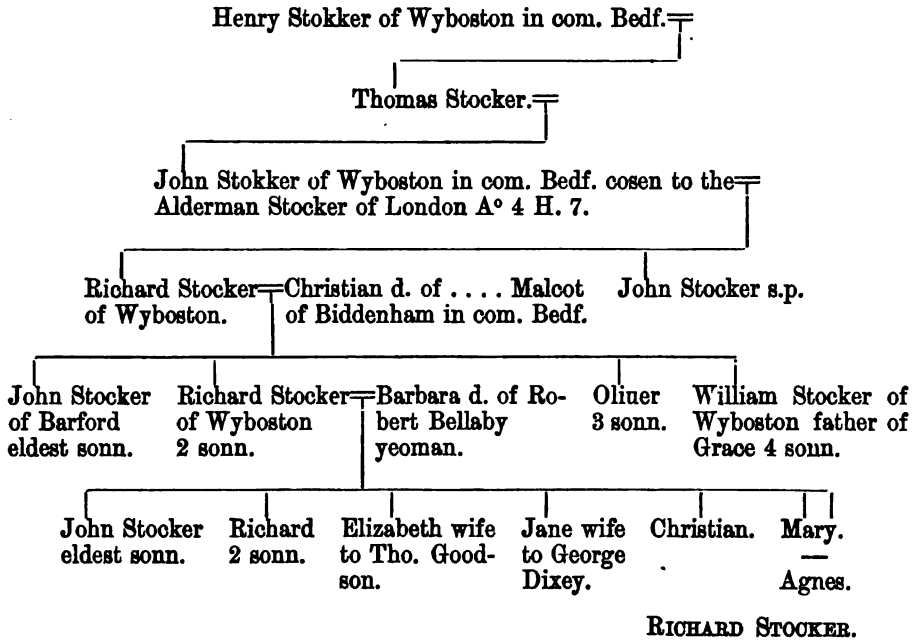 Henry Stokker of Wyboston in com. Bedf.
Thomas Stocker.
John Stokker of Wyboston in com. Bedf. cosen to the
Alderman Stocker of London Aº 4 H. 7.
Richard Stocker
of Wyboston.
Christian d. of .... Malcot
of Biddenham in com. Bedf.
John Stocker s.p.
John Stocker
of Barford
eldest sonn.
Richard Stocker
of Wyboston
2 sonn.
Barbara d. of Ro-
bert Bellaby
yeoman.
Oliuer
3 sonn.
William Stocker of
Wyboston father of
Grace 4 sonn.
John Stocker
eldest sonn.
Richard
2 sonn.
Elizabeth wife
to Tho. Good-
son.
Jane wife
to George
Dixey.
Christian.
Mary.
—
Agnes.
RICHARD STOCKER.